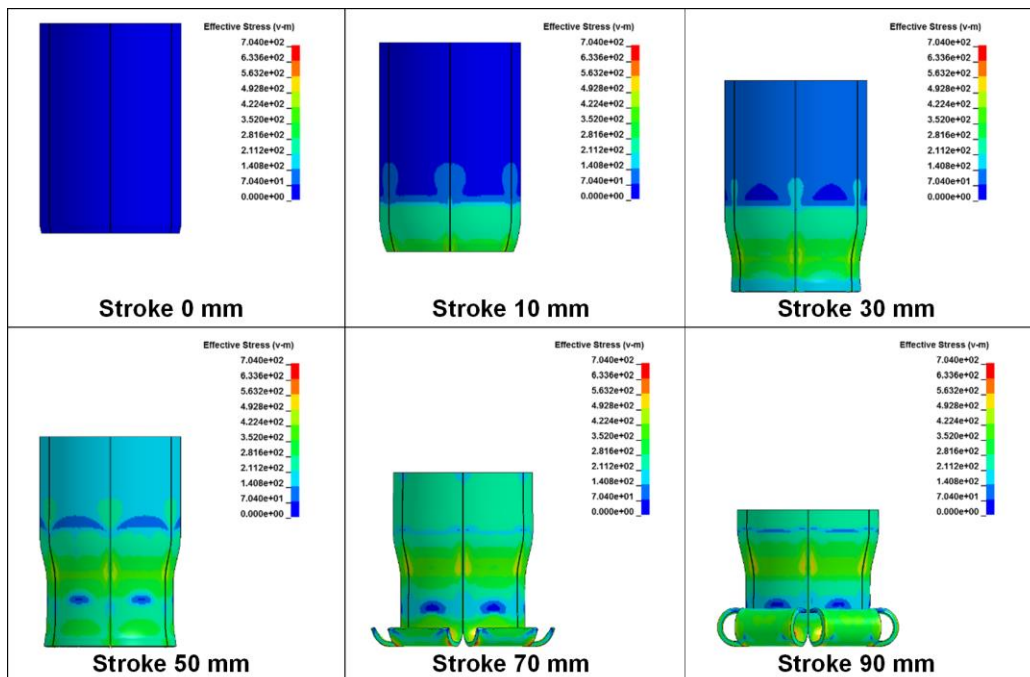 Effective Stress (v-m)
7.040e+02
6.336e+02
5.632e+02
4.928e+02
4.224e+02
3.520e+02
2.816e+02
2.112e+02
1.408e+02
7.040e+01
0.000e+00
Stroke 0 mm
Effective Stress (v-m)
7.040e+02
6.336e+02
5.632e+02
4.928e+02
4.224e+02
3.520e+02
2.816e+02
2.112e+02
1.408e+02
7.040e+01
0.000e+00
Stroke 10 mm
Effective Stress (v-m)
7.040e+02
6.336e+02
5.632e+02
4.928e+02
4.224e+02
3.520e+02
2.816e+02
2.112e+02
1.408e+02
7.040e+01
0.000e+00
Stroke 30 mm
Effective Stress (v-m)
7.040e+02
6.336e+02
5.632e+02
4.928e+02
4.224e+02
3.520e+02
2.816e+02
2.112e+02
1.408e+02
7.040e+01
0.000e+00
Stroke 50 mm
Effective Stress (v-m)
7.040e+02
6.336e+02
5.632e+02
4.928e+02
4.224e+02
3.520e+02
2.816e+02
2.112e+02
1.408e+02
7.040e+01
0.000e+00
Stroke 70 mm
Effective Stress (v-m)
7.040e+02
6.336e+02
5.632e+02
4.928e+02
4.224e+02
3.520e+02
2.816e+02
2.112e+02
1.408e+02
7.040e+01
0.000e+00
Stroke 90 mm